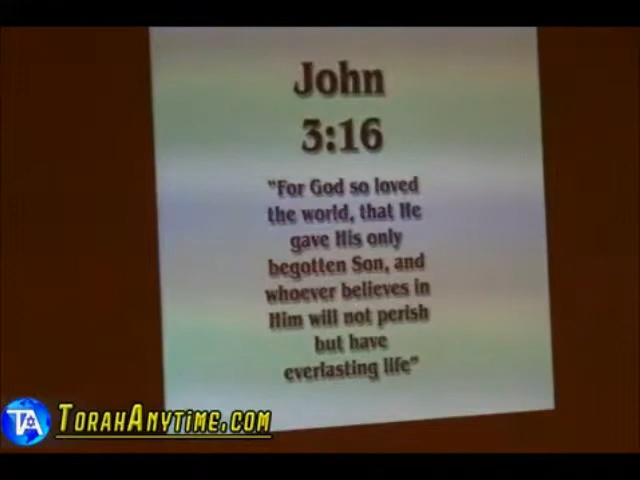 John
3:16
"For God so loved
the world, that He
gave His only
begotten Son, and
whoever believes in
Him will not perish
but have
everlasting life"
TA TorahAnytime.com